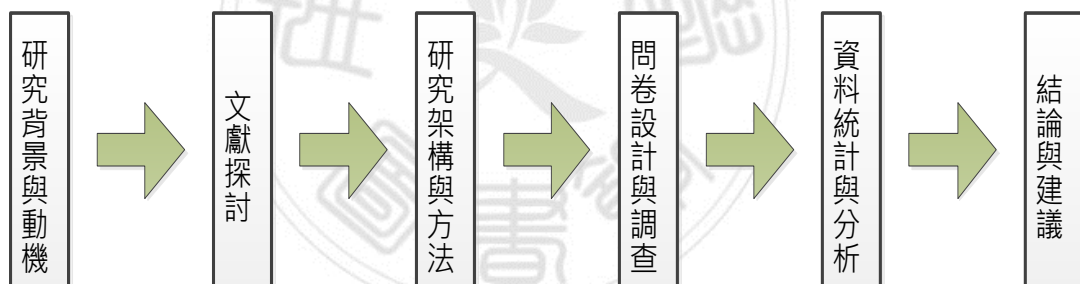 研究背景與動機
文獻探討
研究架構與方法
問卷設計與調查
資料統計與分析
結論與建議